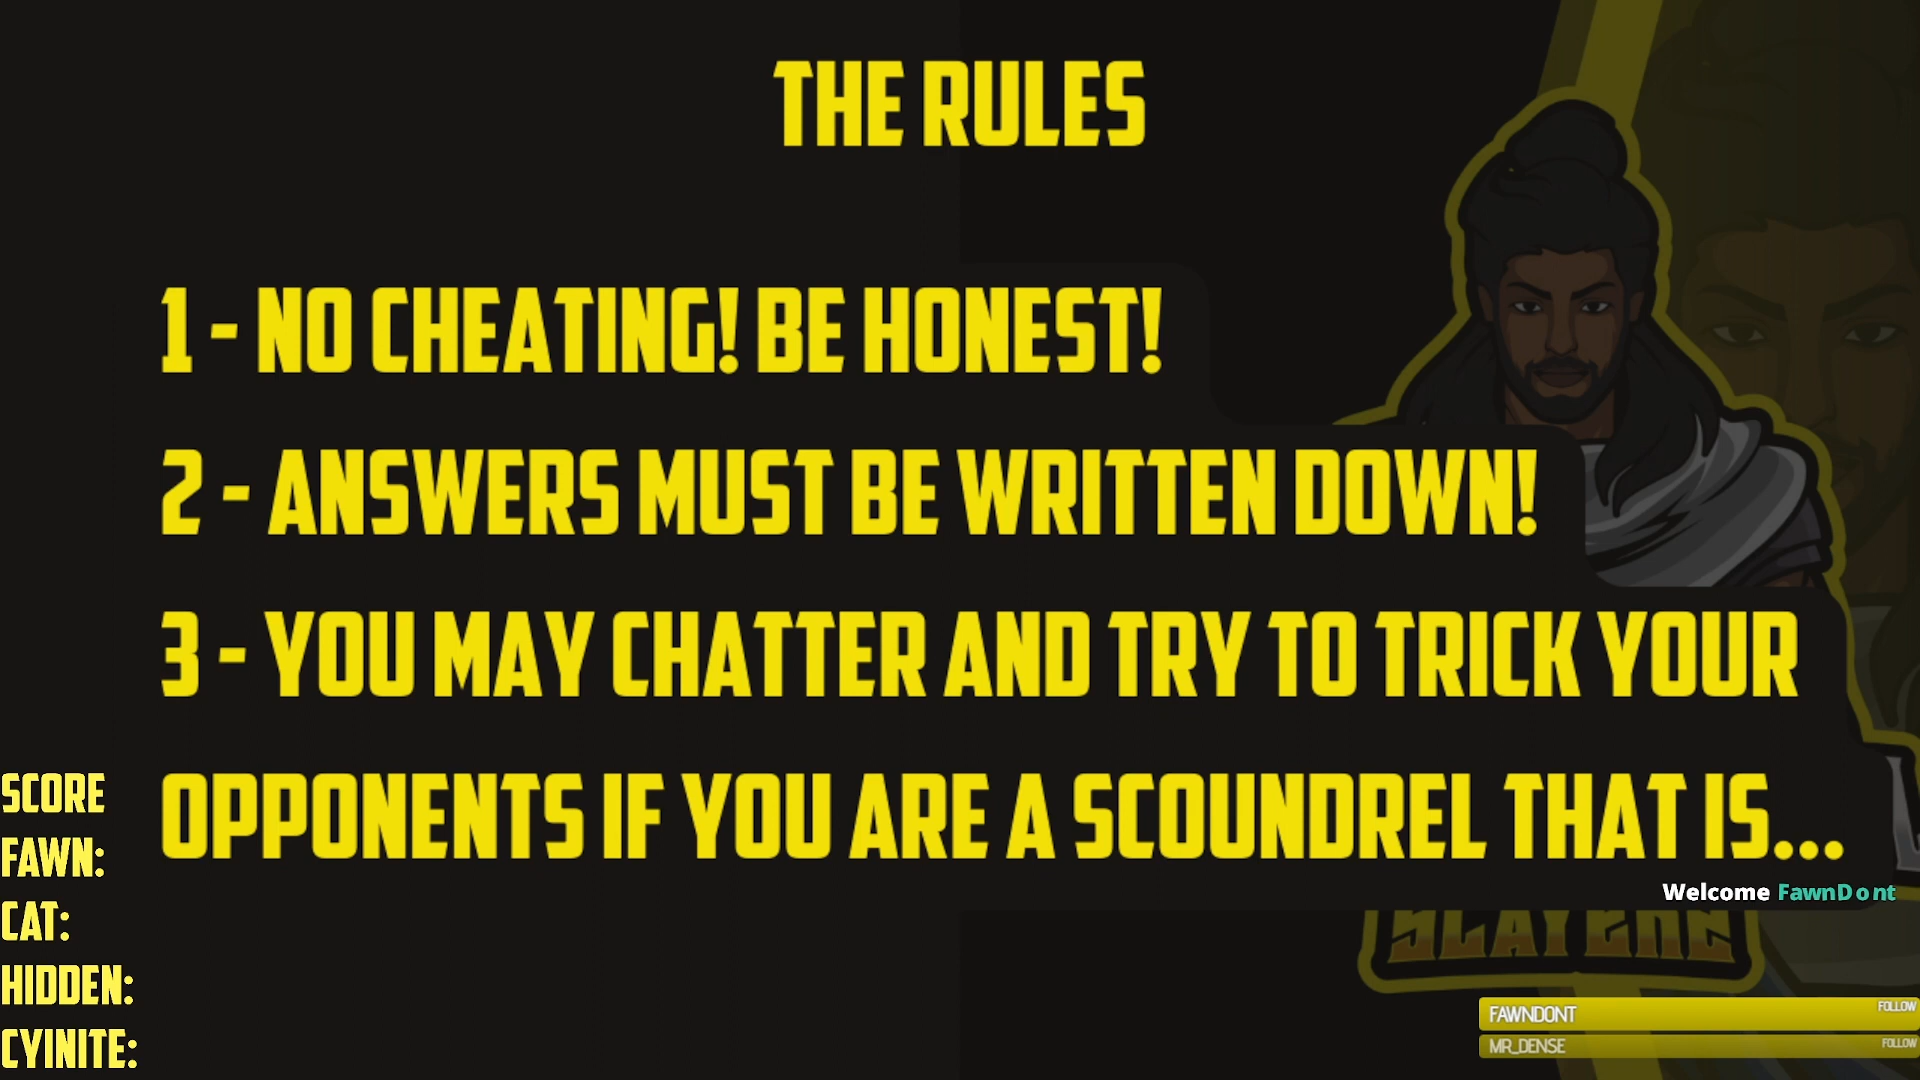 THE RULES
1 - NO CHEATING! BE HONEST!
2 - ANSWERS MUST BE WRITTEN DOWN!
3 - YOU MAY CHATTER AND TRY TO TRICK YOUR
OPPONENTS IF YOU ARE A SCOUNDREL THAT IS...
SCORE
FAWN:
CAT:
HIDDEN:
CYINITE:
Welcome FawnDont
FAWNDONT FOLLOW
MR_DENSE FOLLOW